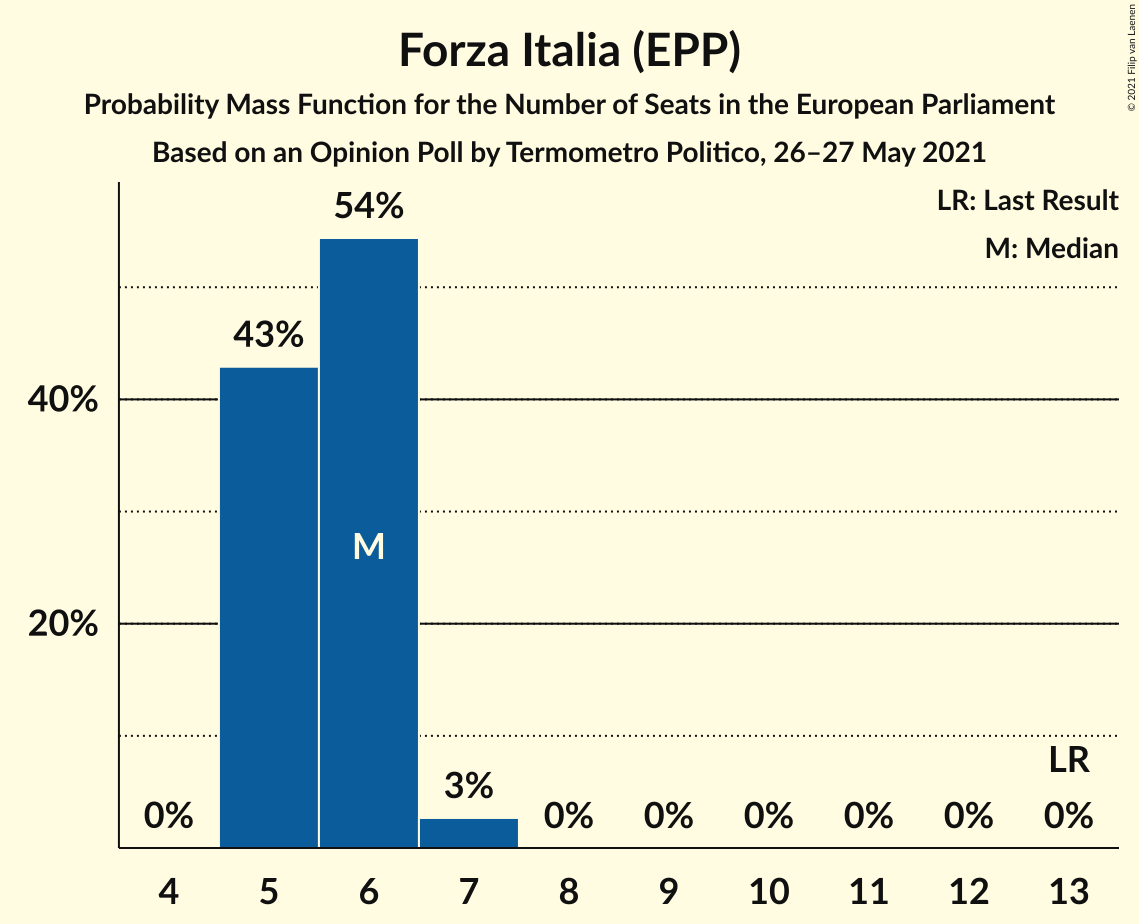 Forza Italia (EPP)
Probability Mass Function for the Number of Seats in the European Parliament
Based on an Opinion Poll by Termometro Politico, 26–27 May 2021
© 2021 Filip van Laenen
LR: Last Result
M: Median
54%
43%
40%
M
20%
LR
3%
0% 0% 0% 0% 0% 0% 0%
4 5 6 7 8 9 10 11 12 13